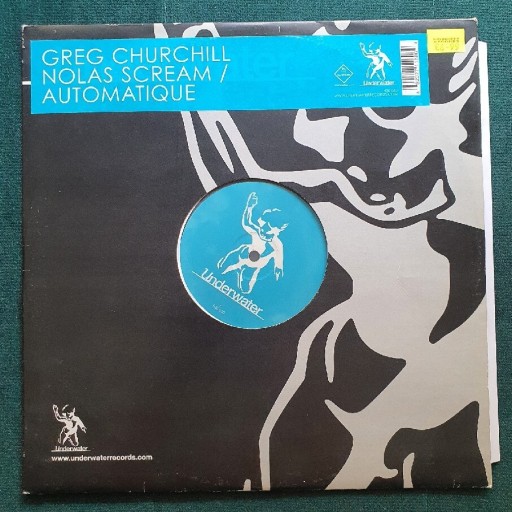 GREG CHURCHILL
NOLAS SCREAM /
AUTOMATIQUE
Underwater
Underwater
Underwater
www.underwaterrecords.com